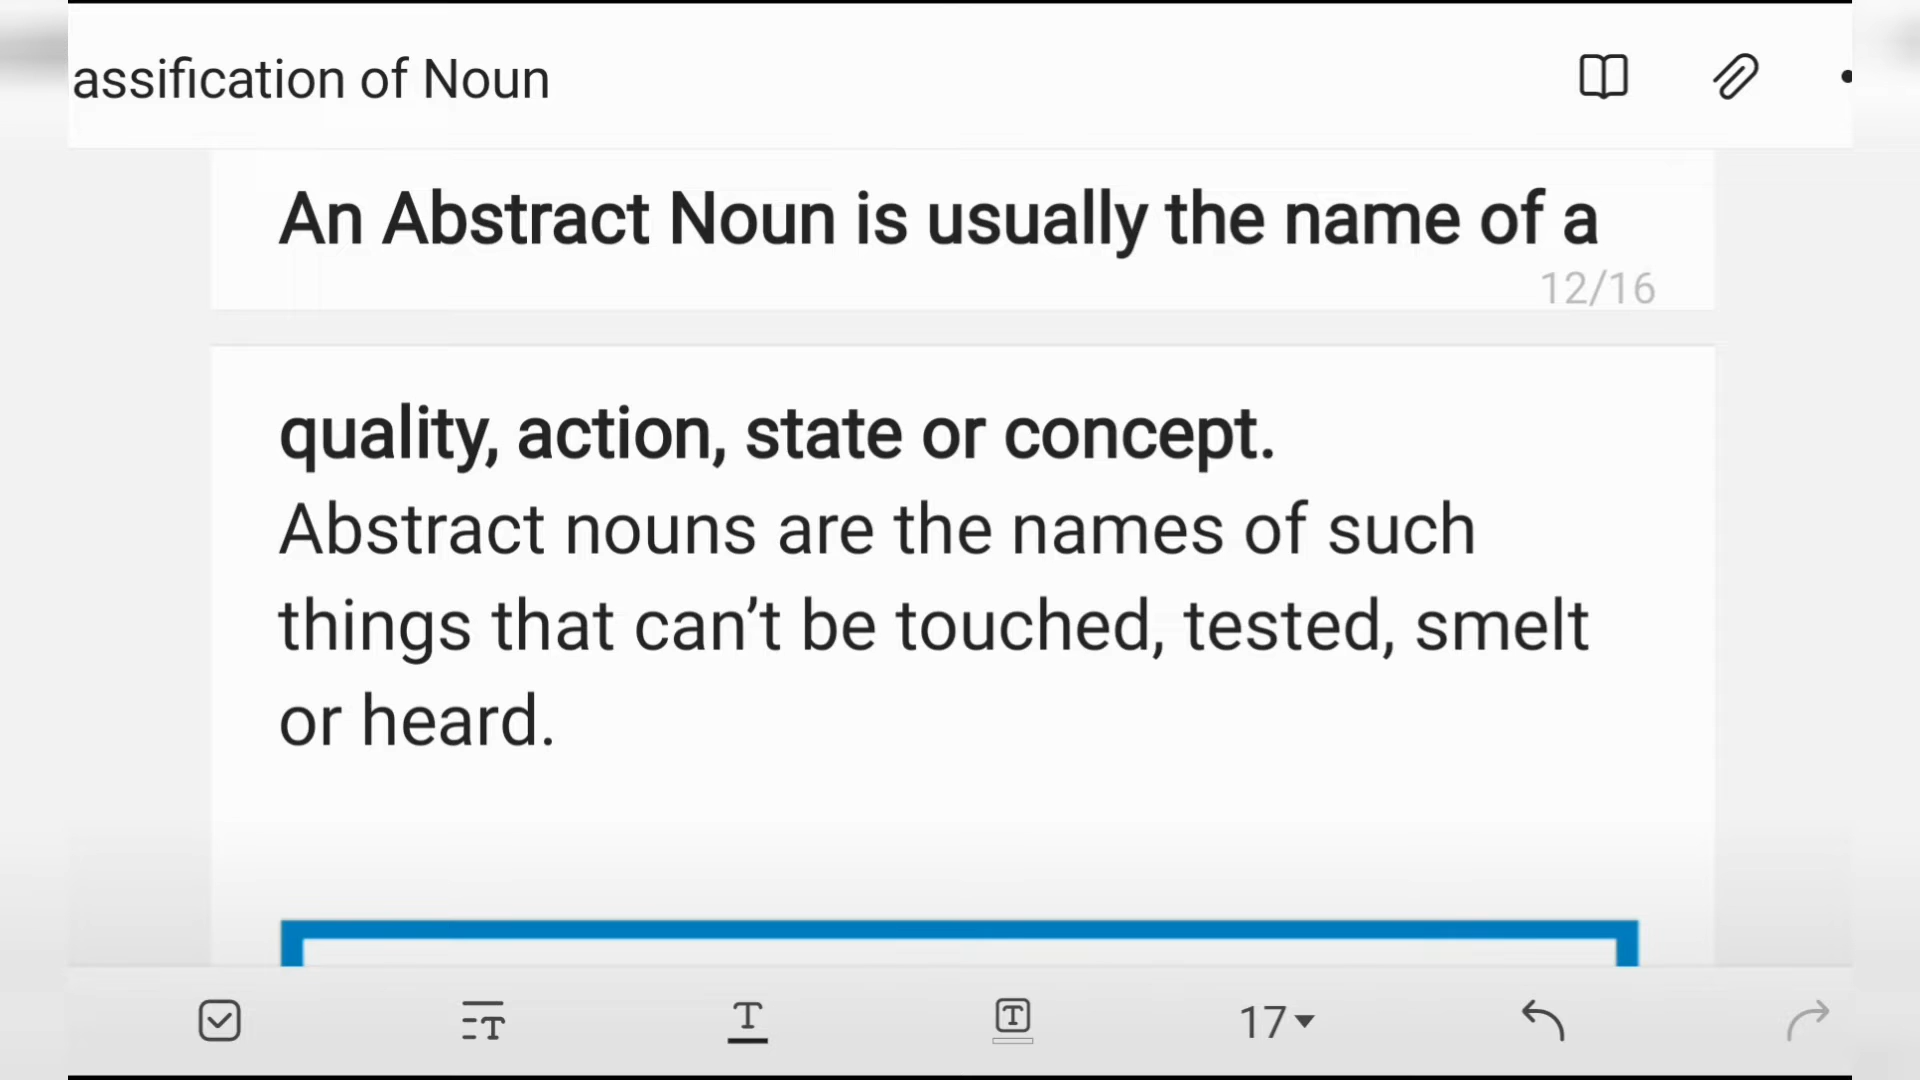 assification of Noun
An Abstract Noun is usually the name of a
12/16
quality, action, state or concept.
Abstract nouns are the names of such
things that can’t be touched, tested, smelt
or heard.
17